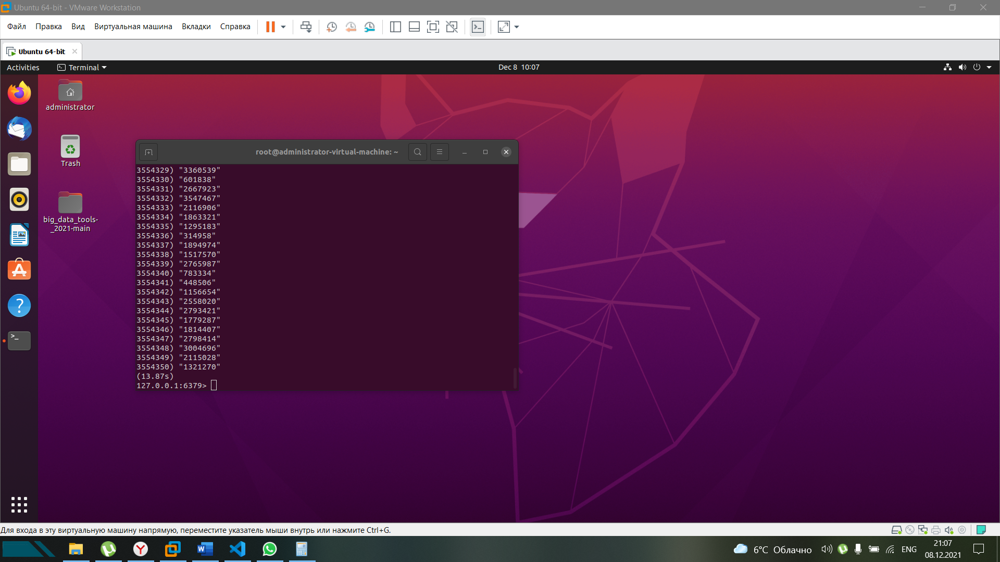 Ubuntu 64-bit - VMware Workstation
Файл Правка Вид Виртуальная машина Вкладки Справка
Ubuntu 64-bit
Activities Terminal Dec 8 10:07
administrator
Trash
big_data_tools-
_2021-main
root@administrator-virtual-machine: ~
3554329) "3360539"
3554330) "601838"
3554331) "2667923"
3554332) "3547467"
3554333) "2116906"
3554334) "1863321"
3554335) "1295183"
3554336) "314958"
3554337) "1894974"
3554338) "1517570"
3554339) "2765987"
3554340) "783334"
3554341) "448506"
3554342) "1156654"
3554343) "2558020"
3554344) "2793421"
3554345) "1779287"
3554346) "1814407"
3554347) "2798414"
3554348) "3004696"
3554349) "2115028"
3554350) "1321270"
(13.87s)
127.0.0.1:6379>
Для входа в эту виртуальную машину напрямую, переместите указатель мыши внутрь или нажмите Ctrl+G.
6°C Облачно ENG 21:07
08.12.2021